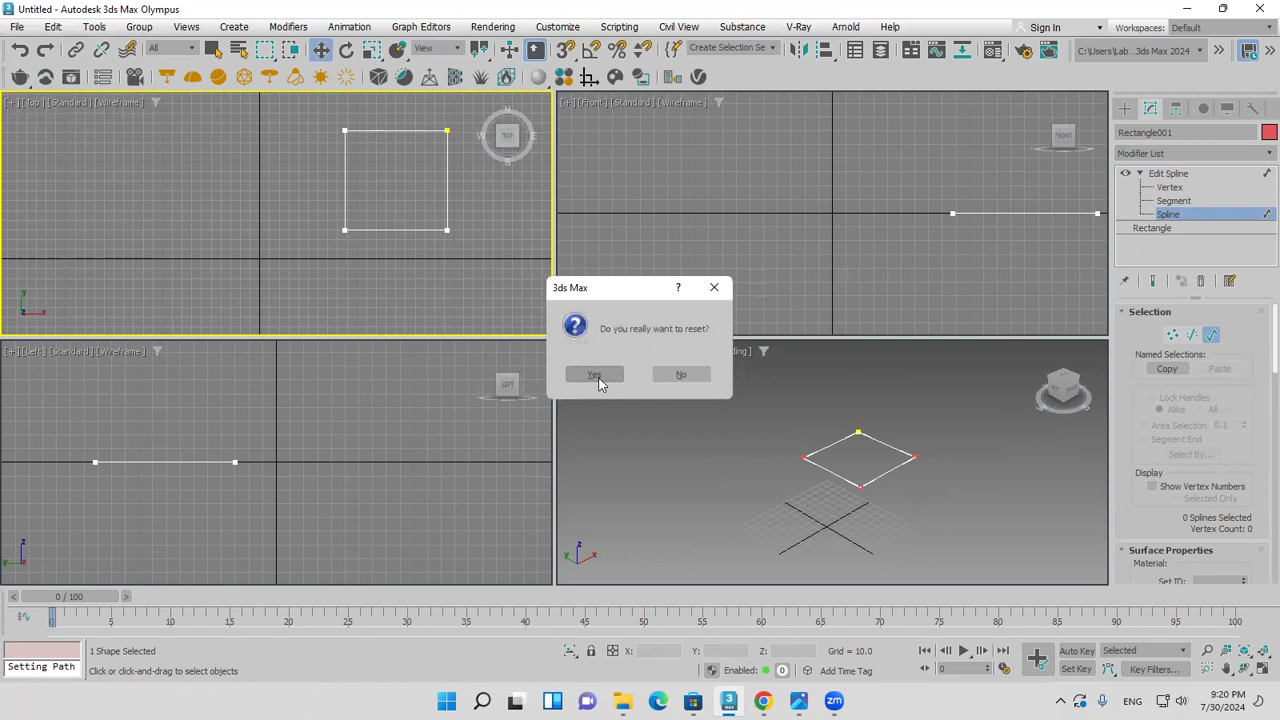 Untitled - Autodesk 3ds Max Olympus
File Edit Tools Group Views Create Modifiers Animation Graph Editors Rendering Customize Scripting Civil View Substance V-Ray Arnold Help
Sign In
Workspaces: Default
All
View
Create Selection Se
C:\Users\Lab...3ds Max 2024
[+] [Top] [Standard] [Wireframe]
N
W TOP E
S
[+] [Front] [Standard] [Wireframe]
FRONT
Rectangle001
Modifier List
Edit Spline
Vertex
Segment
Spline
Rectangle
3ds Max
?
Do you really want to reset?
Yes
No
[+] [Left] [Standard] [Wireframe]
LEFT
Selection
Named Selections:
Copy Paste
Lock Handles
Alike All
Area Selection 0.1
Segment End
Select By...
Display
Show Vertex Numbers
Selected Only
0 Splines Selected
Vertex Count: 0
Surface Properties
Material:
Set ID:
0 / 100
0 5 10 15 20 25 30 35 40 45 50 55 60 65 70 75 80 85 90 95 100
1 Shape Selected
X: Y: Z: Grid = 10.0
Auto Key Selected
Setting Path
Click or click-and-drag to select objects
Enabled: 0
Add Time Tag
0
Set Key Key Filters...
ENG
9:20 PM
7/30/2024